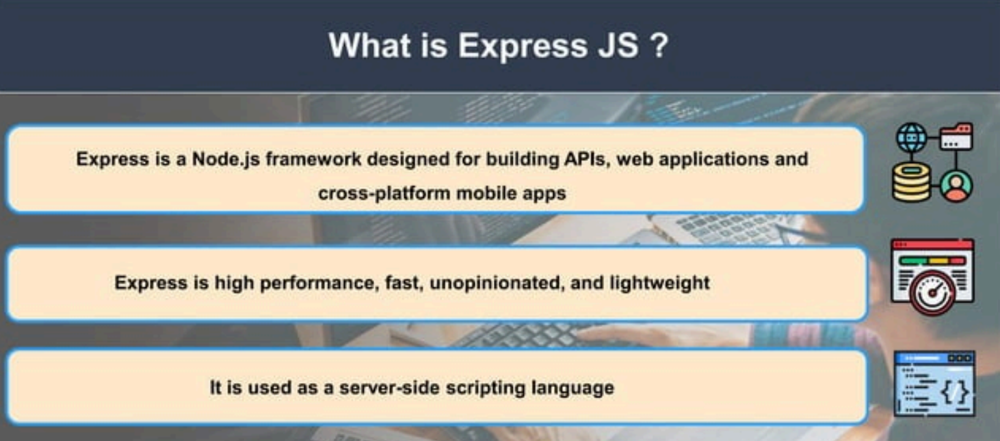 What is Express JS ?
Express is a Node.js framework designed for building APIs, web applications and
cross-platform mobile apps
Express is high performance, fast, unopinionated, and lightweight
It is used as a server-side scripting language